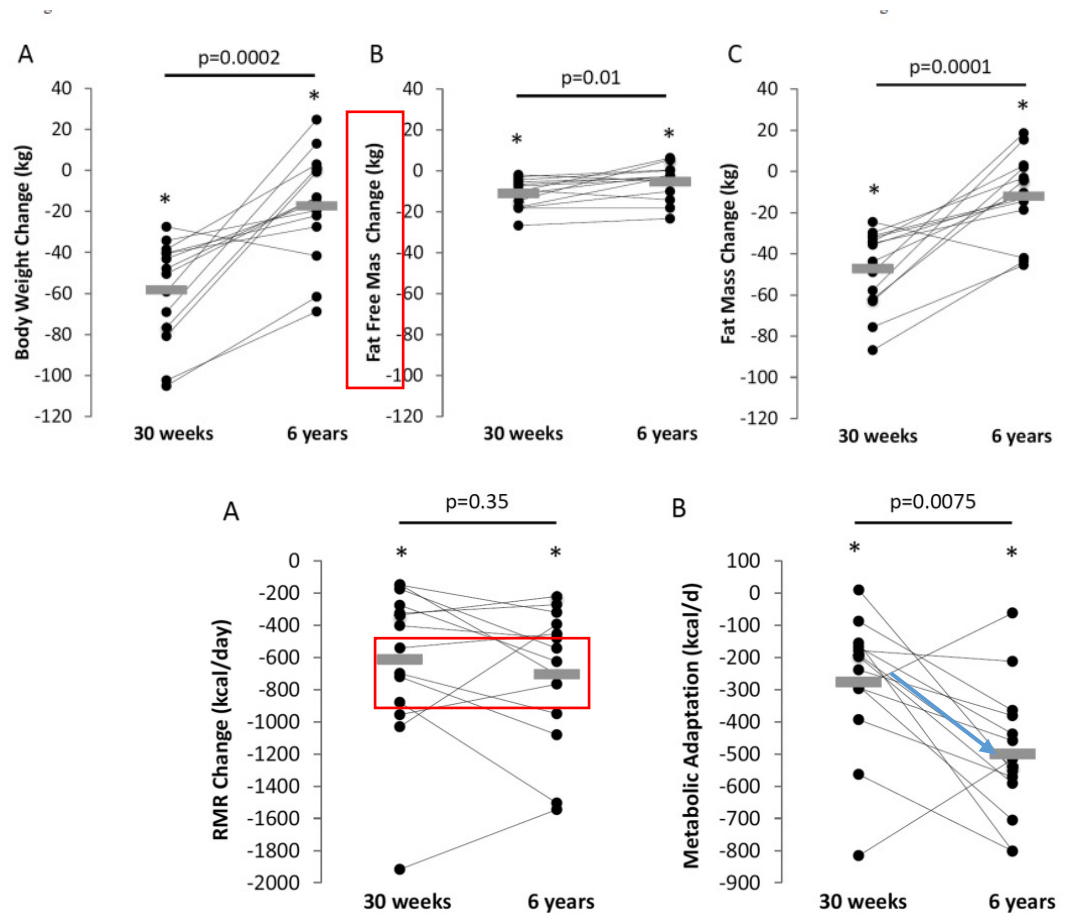 A
p=0.0002
B
p=0.01
C
p=0.0001
Body Weight Change (kg)
40
20
0
-20
-40
-60
-80
-100
-120
*
*
30 weeks
6 years
Fat Free Mas Change (kg)
40
20
0
-20
-40
-60
-80
-100
-120
*
*
30 weeks
6 years
Fat Mass Change (kg)
40
20
0
-20
-40
-60
-80
-100
-120
*
*
30 weeks
6 years
A
p=0.35
B
p=0.0075
RMR Change (kcal/day)
0
-200
-400
-600
-800
-1000
-1200
-1400
-1600
-1800
-2000
*
*
30 weeks
6 years
Metabolic Adaptation (kcal/d)
100
0
-100
-200
-300
-400
-500
-600
-700
-800
-900
*
*
30 weeks
6 years